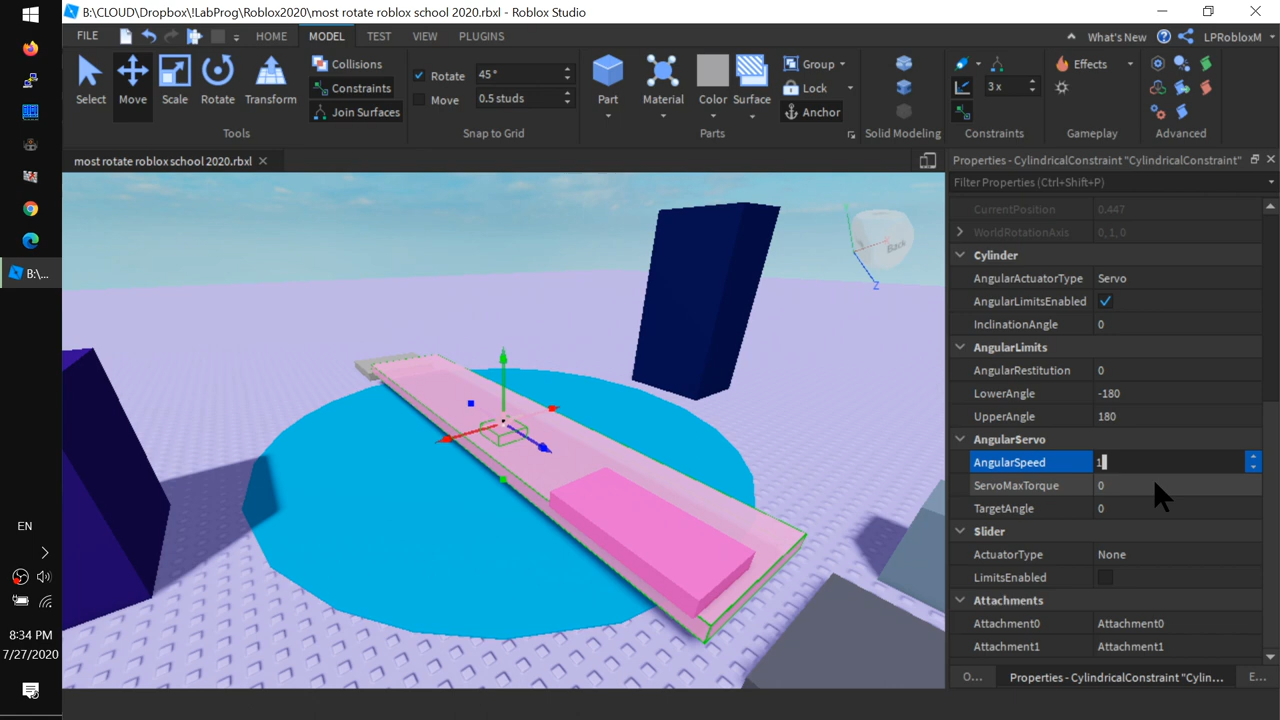 B:\CLOUD\Dropbox\!LabProg\Roblox2020\most rotate roblox school 2020.rbxl - Roblox Studio
FILE HOME MODEL TEST VIEW PLUGINS What's New LPRobloxM
Select Move Scale Rotate Transform
Collisions
Constraints
Join Surfaces
Tools
Rotate 45°
Move 0.5 studs
Snap to Grid
Part Material Color Surface
Group
Lock
Anchor
Parts
Solid Modeling
3 x
Constraints
Effects
Gameplay
Advanced
most rotate roblox school 2020.rbxl
Back
Z
Properties - CylindricalConstraint "CylindricalConstraint"
Filter Properties (Ctrl+Shift+P)
CurrentPosition 0.447
WorldRotationAxis 0, 1, 0
Cylinder
AngularActuatorType Servo
AngularLimitsEnabled
InclinationAngle 0
AngularLimits
AngularRestitution 0
LowerAngle -180
UpperAngle 180
AngularServo
AngularSpeed 1
ServoMaxTorque 0
TargetAngle 0
Slider
ActuatorType None
LimitsEnabled
Attachments
Attachment0 Attachment0
Attachment1 Attachment1
O... Properties - CylindricalConstraint "Cylin... E...
B:\...
EN
8:34 PM
7/27/2020